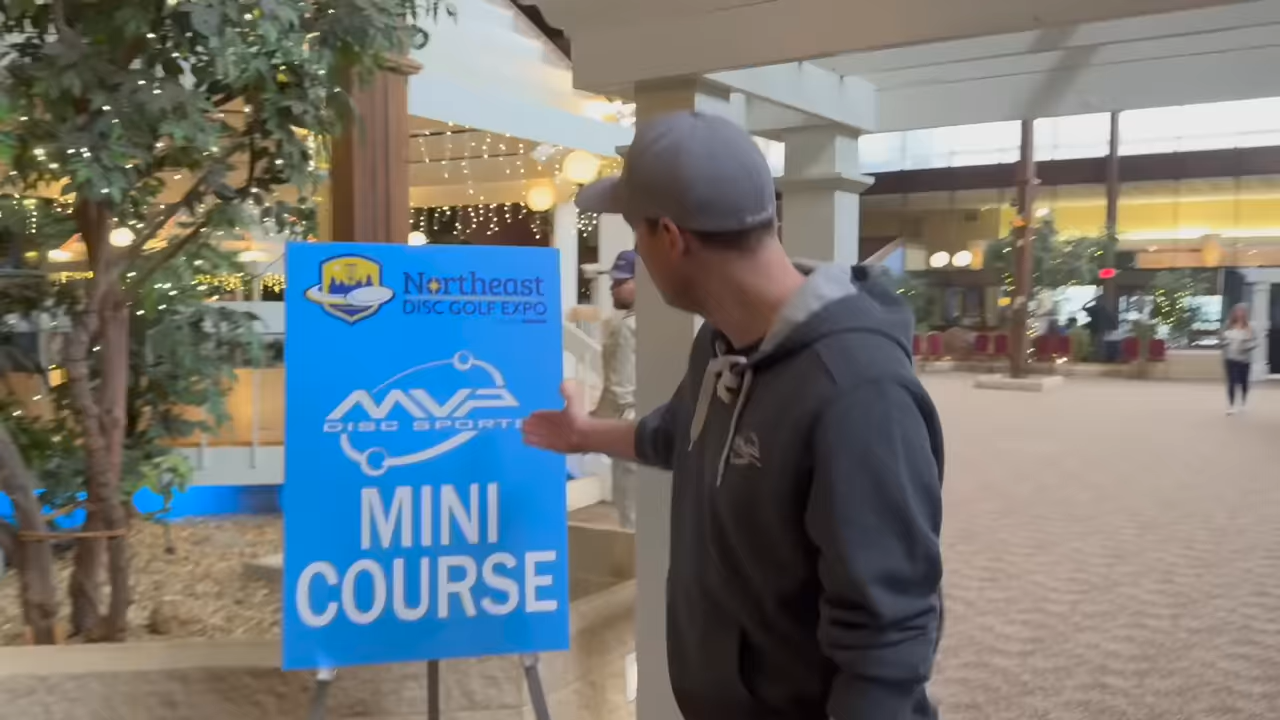 Northeast
DISC GOLF EXPO
MVP
DISC SPORTS
MINI
COURSE